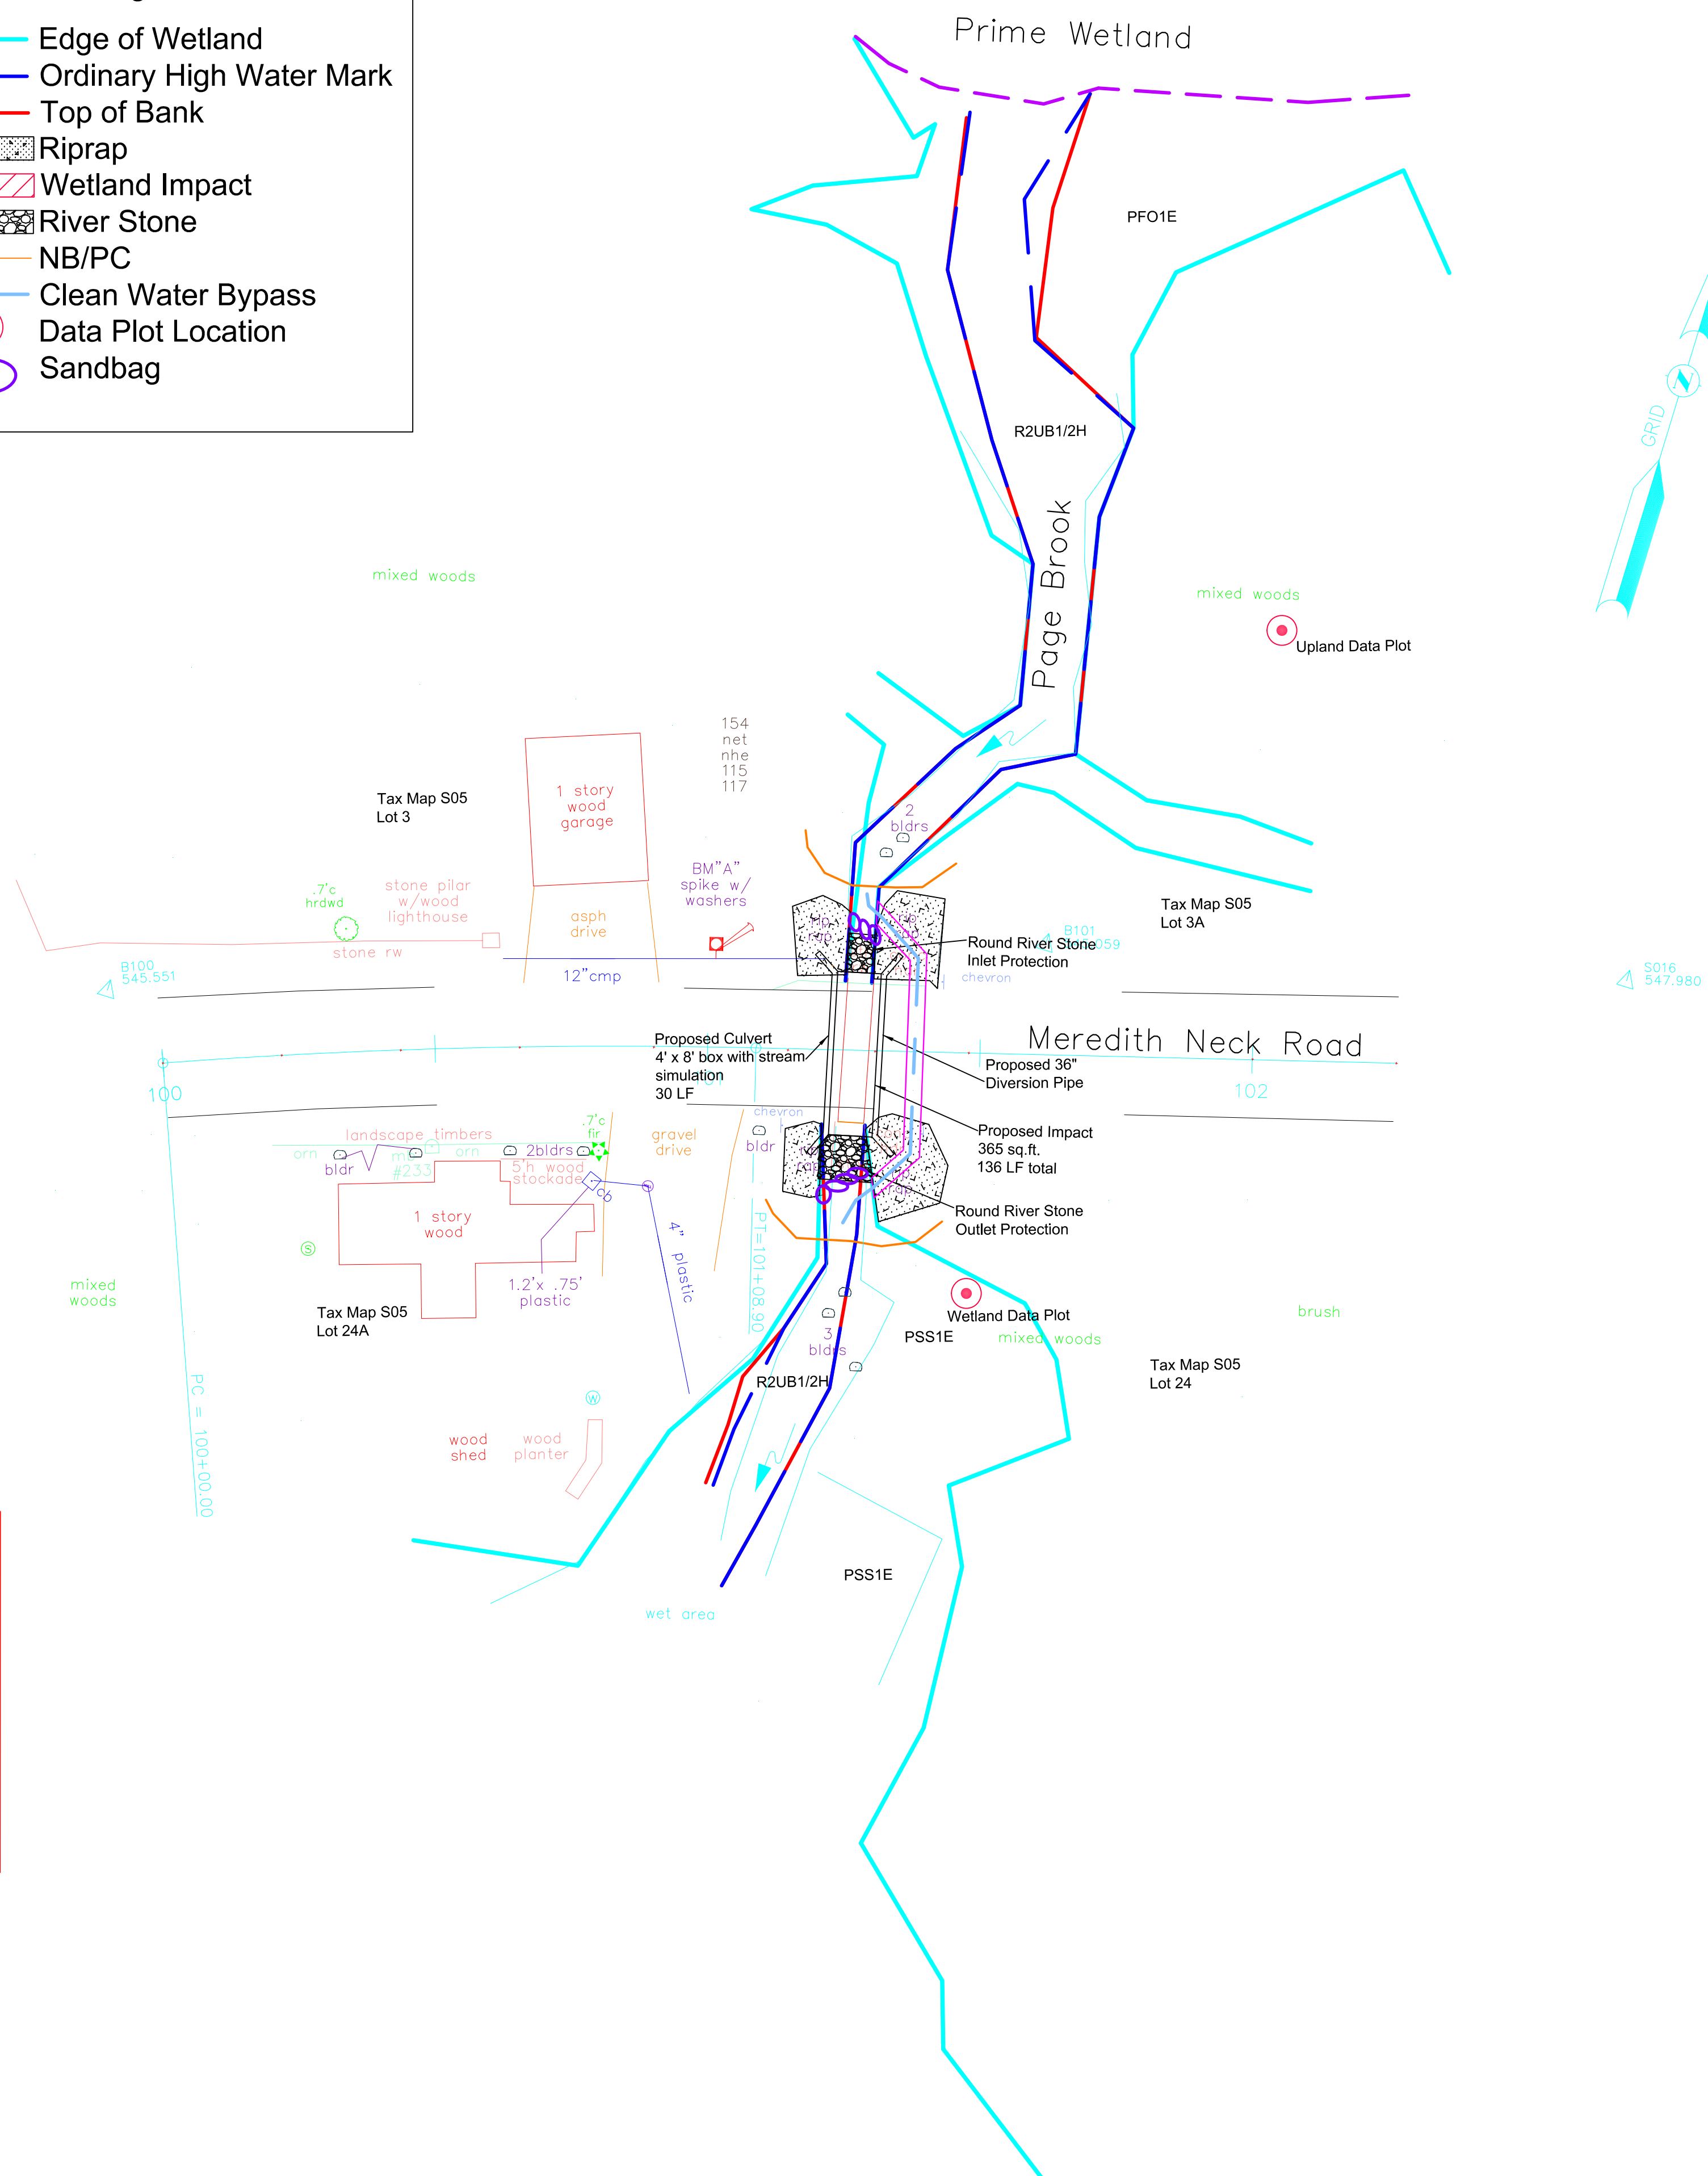 Edge of Wetland
Ordinary High Water Mark
Top of Bank
Riprap
Wetland Impact
River Stone
NB/PC
Clean Water Bypass
Data Plot Location
Sandbag
Prime Wetland
PFO1E
GRID
N
R2UB1/2H
Page Brook
mixed woods
mixed woods
Upland Data Plot
154
net
nhe
115
117
Tax Map S05
Lot 3
1 story
wood
garage
2
bldrs
BM"A"
spike w/
washers
.7'c
hrdwd
stone pilar
w/wood
lighthouse
asph
drive
stone rw
12"cmp
Tax Map S05
Lot 3A
B101
Round River Stone
Inlet Protection
chevron
B100
545.551
S016
547.980
Meredith Neck Road
Proposed Culvert
4' x 8' box with stream
simulation
30 LF
Proposed 36"
Diversion Pipe
100
101
102
chevron
Proposed Impact
365 sq.ft.
136 LF total
landscape timbers
orn
orn
bldr
#233
2bldrs
.7'c
fir
5'h wood
stockade
gravel
drive
bldr
cb
1 story
wood
4" plastic
Round River Stone
Outlet Protection
S
1.2'x .75'
plastic
PT=101+08.90
mixed
woods
Tax Map S05
Lot 24A
Wetland Data Plot
mixed woods
PSS1E
brush
3
bldrs
Tax Map S05
Lot 24
R2UB1/2H
W
PC = 100+00.00
wood
shed
wood
planter
PSS1E
wet area